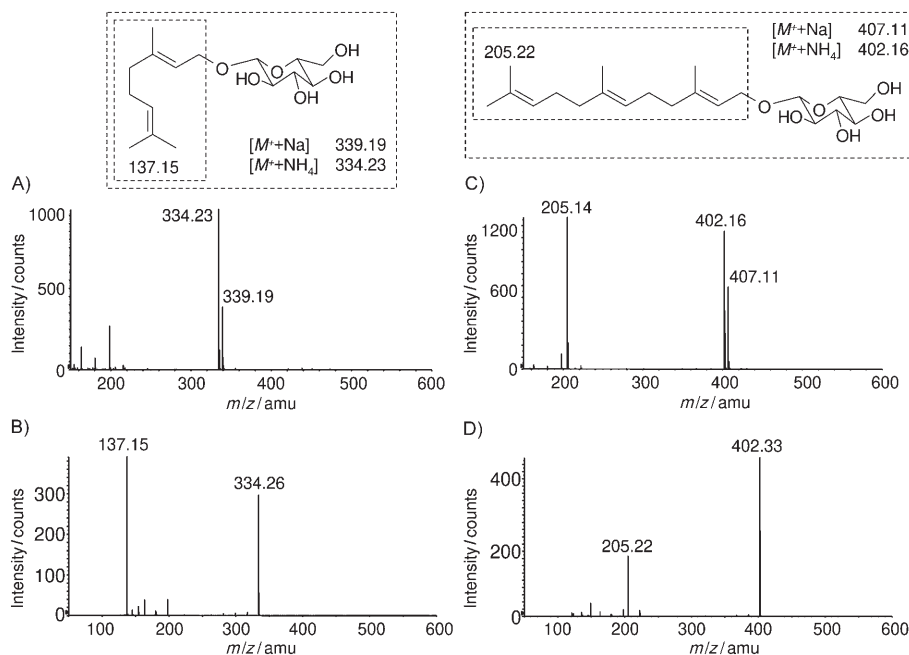 OH
O
O
HO
OH
OH
137.15
[M⁺+Na] 339.19
[M⁺+NH₄] 334.23
[M⁺+Na] 407.11
[M⁺+NH₄] 402.16
205.22
OH
O
O
HO
OH
OH
A)
Intensity/counts
1000
500
0
334.23
339.19
200 300 400 500 600
m/z/amu
C)
Intensity/counts
1200
600
0
205.14
402.16
407.11
200 300 400 500 600
m/z/amu
B)
Intensity/counts
300
200
100
0
137.15
334.26
100 200 300 400 500 600
m/z/amu
D)
Intensity/counts
400
200
0
402.33
205.22
100 200 300 400 500 600
m/z/amu